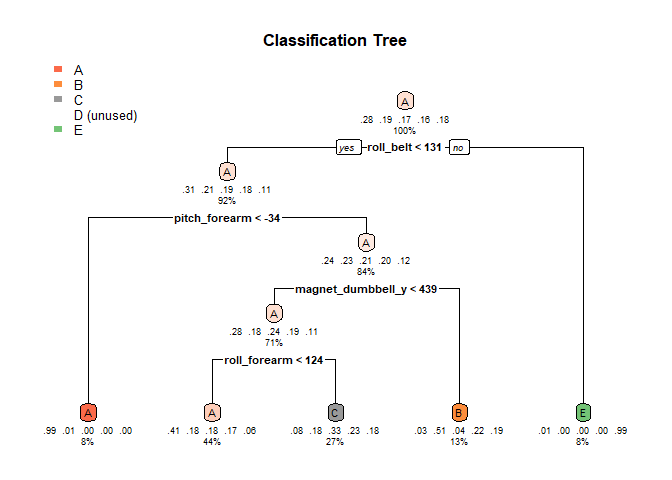 Classification Tree
A
B
C
D (unused)
E
A
.28 .19 .17 .16 .18
100%
yes roll_belt < 131 no
A
.31 .21 .19 .18 .11
92%
pitch_forearm < -34
A
.24 .23 .21 .20 .12
84%
magnet_dumbbell_y < 439
A
.28 .18 .24 .19 .11
71%
roll_forearm < 124
A A C B E
.99 .01 .00 .00 .00 .41 .18 .18 .17 .06 .08 .18 .33 .23 .18 .03 .51 .04 .22 .19 .01 .00 .00 .00 .99
8% 44% 27% 13% 8%